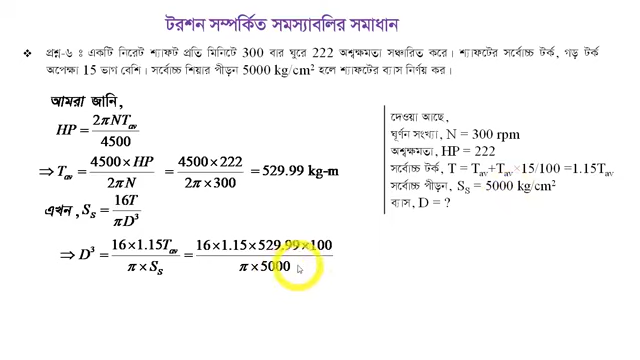 টরশন সম্পর্কিত সমস্যাবলির সমাধান
❖ প্রশ্ন-৬ ঃ একটি নিরেট শ্যাফট প্রতি মিনিটে 300 বার ঘুরে 222 অশ্বক্ষমতা সঞ্চারিত করে। শ্যাফটের সর্বোচ্চ টর্ক, গড় টর্ক
অপেক্ষা 15 ভাগ বেশি। সর্বোচ্চ শিয়ার পীড়ন 5000 kg/cm² হলে শ্যাফটের ব্যাস নির্ণয় কর।
আমরা জানি,
HP = 2πNT_av / 4500
⇒ T_av = 4500 × HP / 2πN = 4500 × 222 / 2π × 300 = 529.99 kg-m
এখন, S_S = 16T / πD³
⇒ D³ = 16 × 1.15T_av / π × S_S = 16 × 1.15 × 529.99 × 100 / π × 5000
দেওয়া আছে,
ঘূর্ণন সংখ্যা, N = 300 rpm
অশ্বক্ষমতা, HP = 222
সর্বোচ্চ টর্ক, T = T_av+T_av×15/100 =1.15T_av
সর্বোচ্চ পীড়ন, S_S = 5000 kg/cm²
ব্যাস, D = ?